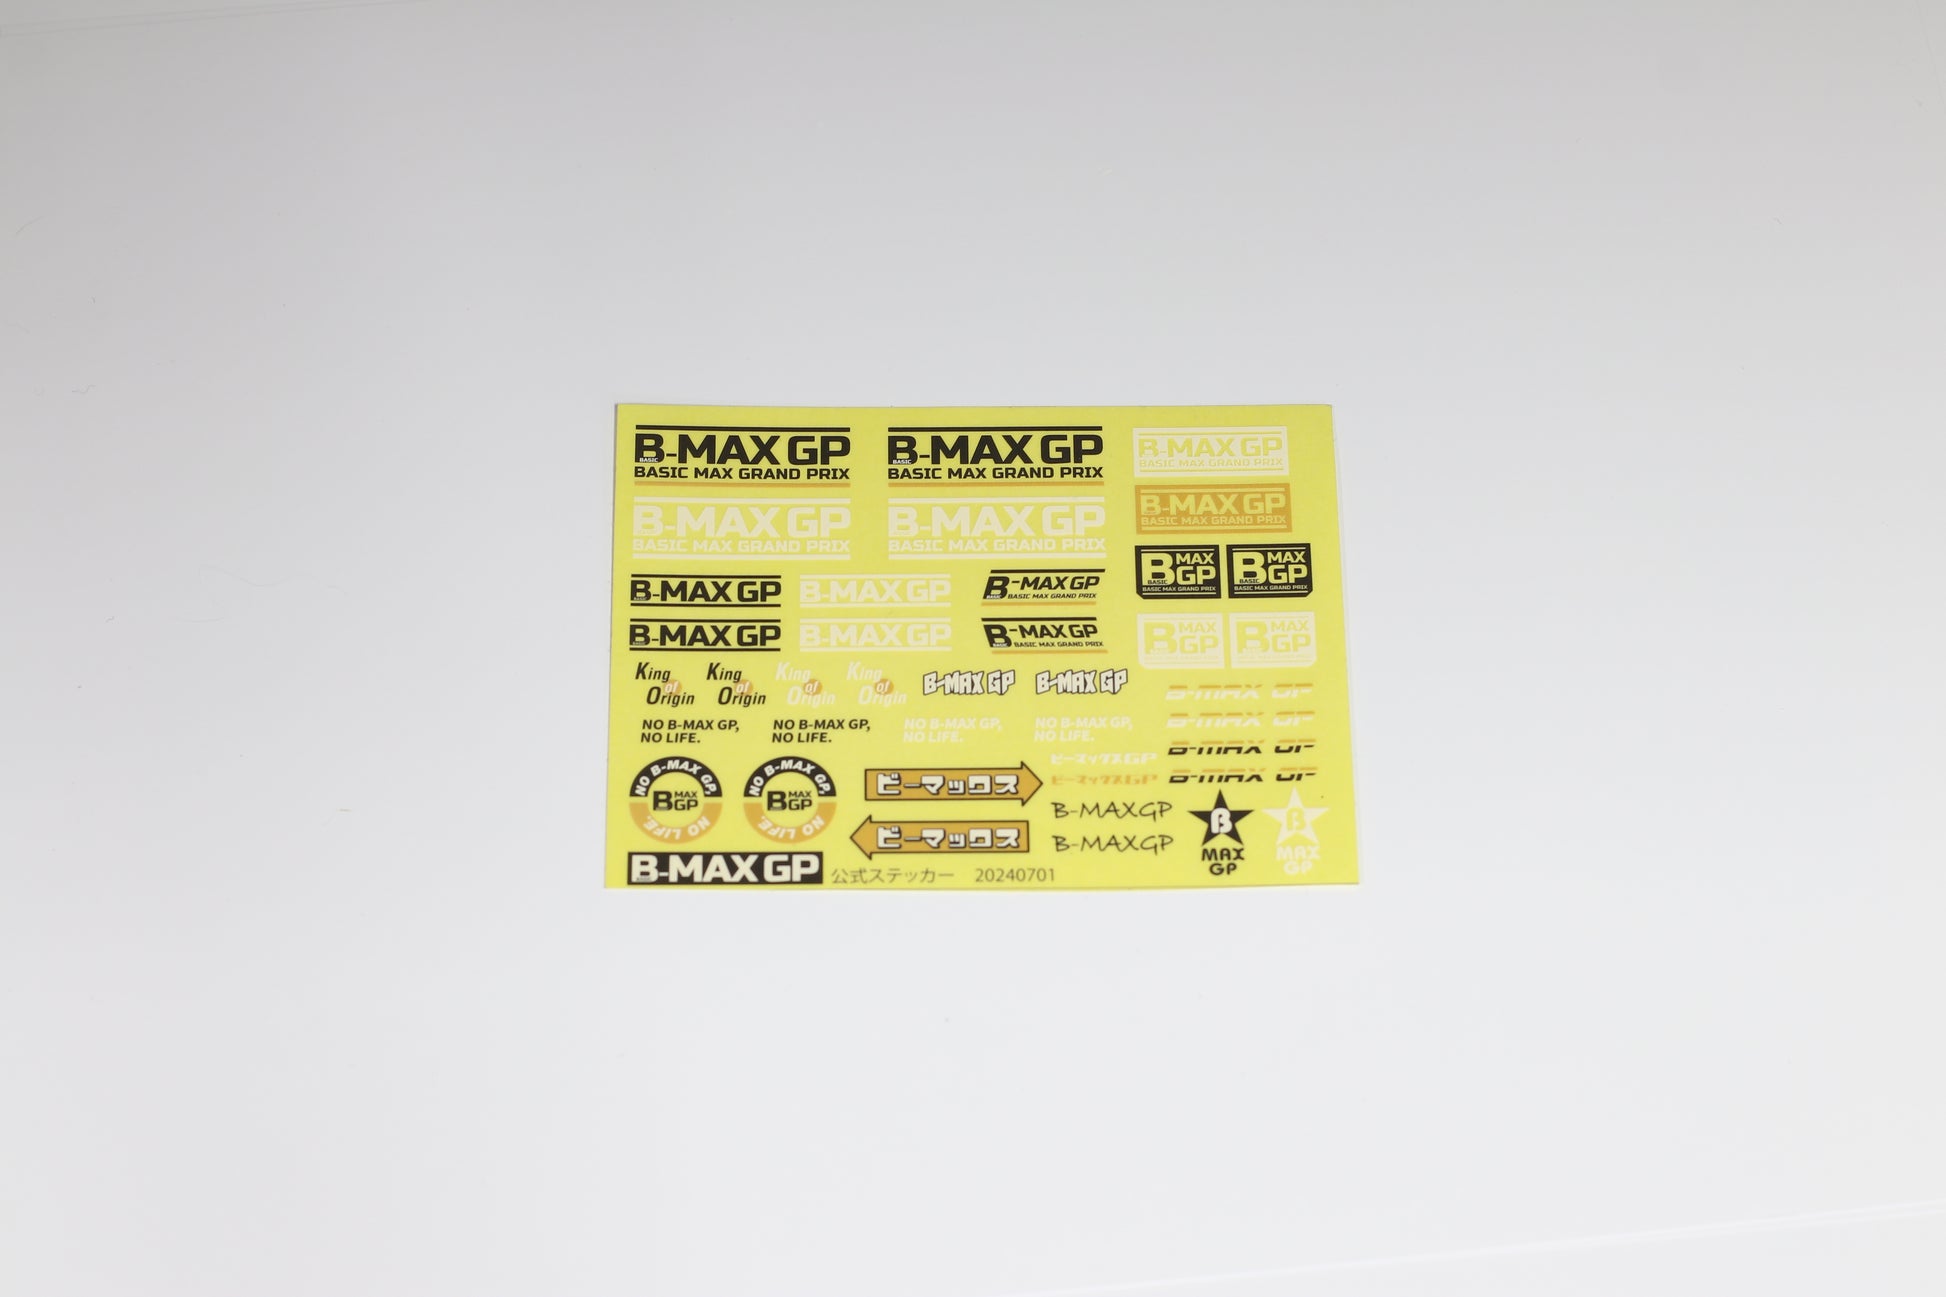 B-MAX GP
BASIC
BASIC MAX GRAND PRIX
B-MAX GP
BASIC
BASIC MAX GRAND PRIX
B-MAX GP
BASIC MAX GRAND PRIX
B-MAX GP
BASIC MAX GRAND PRIX
B-MAX GP
BASIC MAX GRAND PRIX
B-MAX GP
BASIC MAX GRAND PRIX
B MAX GP
BASIC
BASIC MAX GRAND PRIX
B MAX GP
BASIC
BASIC MAX GRAND PRIX
B-MAX GP
B-MAX GP
B-MAX GP
BASIC MAX GRAND PRIX
B-MAX GP
B-MAX GP
B-MAX GP
BASIC MAX GRAND PRIX
B MAX GP
B MAX GP
King
of
Origin
King
of
Origin
King
of
Origin
King
of
Origin
B-MAX GP
B-MAX GP
B-MAX GP
B-MAX GP
B-MAX GP
B-MAX GP
NO B-MAX GP,
NO LIFE.
NO B-MAX GP,
NO LIFE.
NO B-MAX GP,
NO LIFE.
NO B-MAX GP,
NO LIFE.
ビーマックスGP
ビーマックスGP
NO B-MAX GP,
B MAX GP
NO LIFE.
NO B-MAX GP,
B MAX GP
NO LIFE.
ビーマックス
ビーマックス
B-MAXGP
B-MAXGP
B
MAX
GP
B
MAX
GP
B-MAX GP 公式ステッカー 20240701